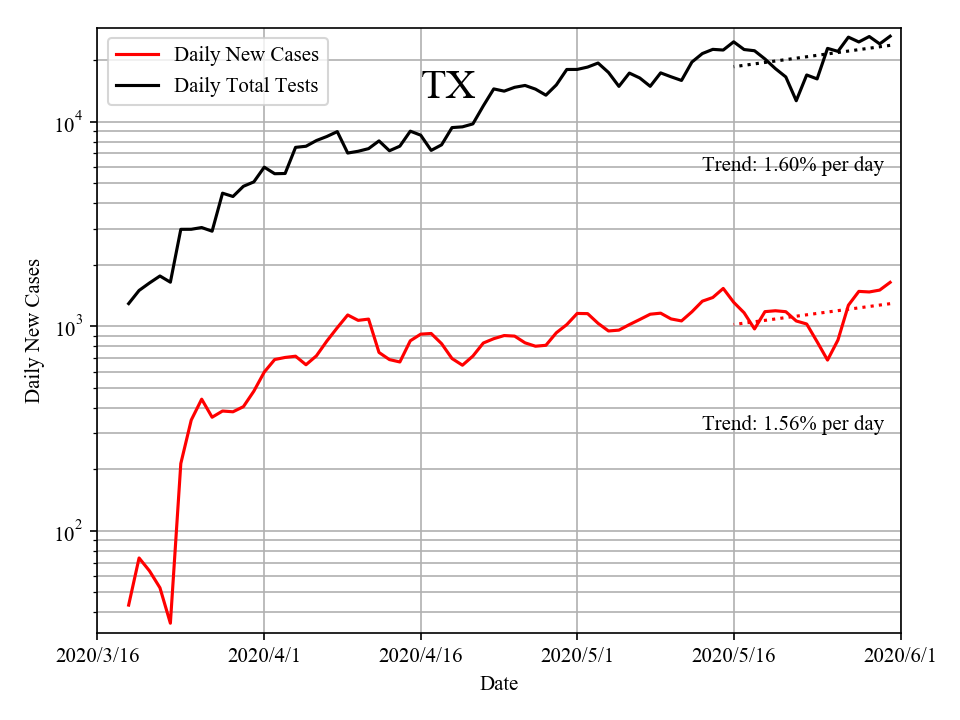 Daily New Cases
Daily Total Tests
TX
10^4
Trend: 1.60% per day
10^3
Daily New Cases
Trend: 1.56% per day
10^2
2020/3/16 2020/4/1 2020/4/16 2020/5/1 2020/5/16 2020/6/1
Date